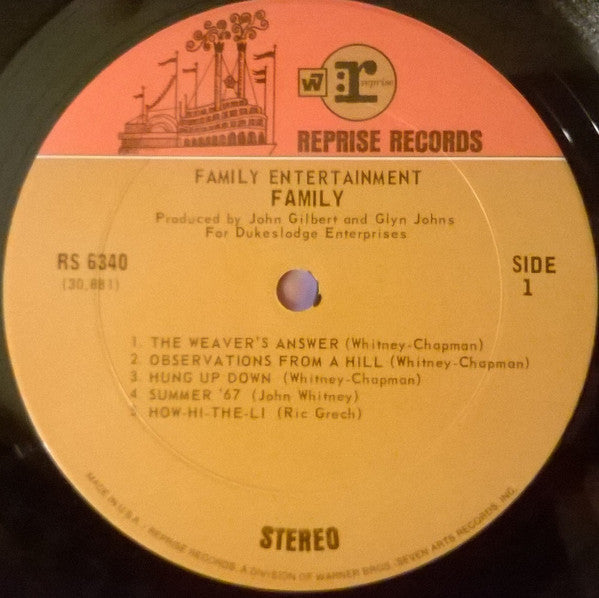 W7
r
reprise
REPRISE RECORDS
FAMILY ENTERTAINMENT
FAMILY
Produced by John Gilbert and Glyn Johns
For Dukeslodge Enterprises
RS 6340
(30,881)
SIDE
1
1. THE WEAVER'S ANSWER (Whitney-Chapman)
2. OBSERVATIONS FROM A HILL (Whitney-Chapman)
3. HUNG UP DOWN (Whitney-Chapman)
4 SUMMER '67 (John Whitney)
5. HOW-HI-THE-LI (Ric Grech)
STEREO
MADE IN U.S.A. / REPRISE RECORDS, A DIVISION OF WARNER BROS. - SEVEN ARTS RECORDS, INC.